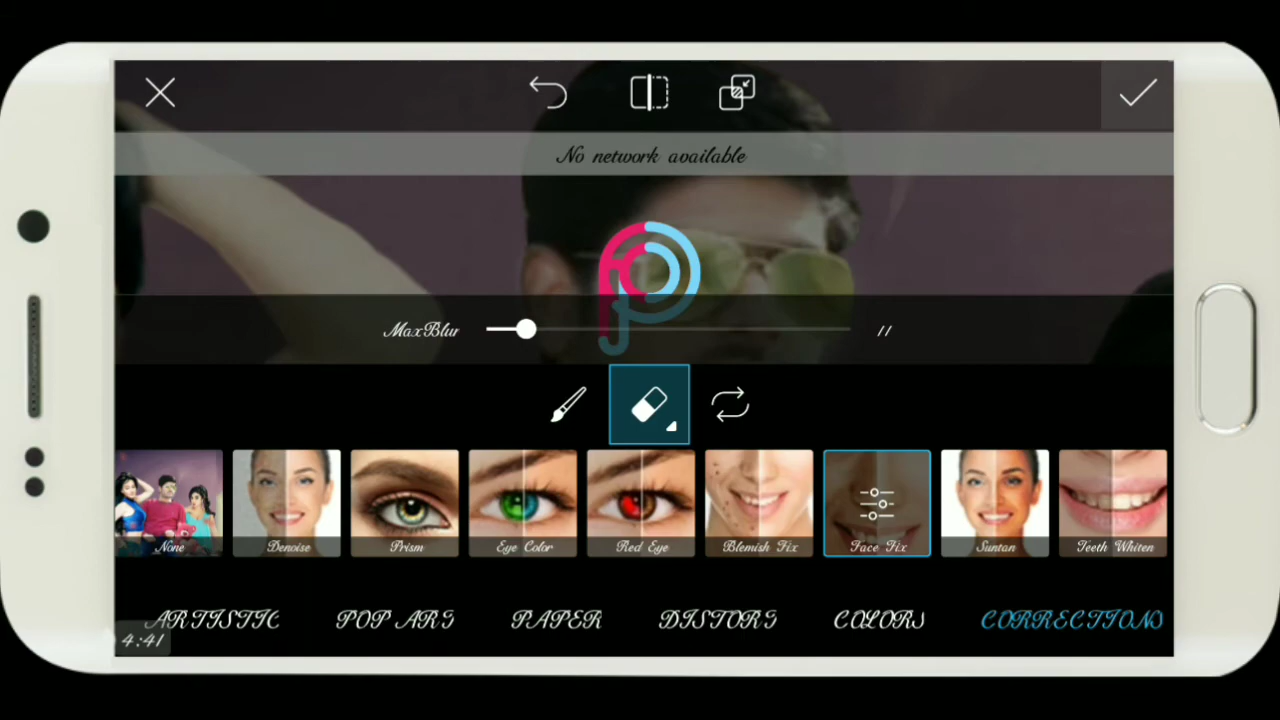 No network available
MaxBlur 11
None Denoise Prism Eye Color Red Eye Blemish Fix Face Fix Suntan Teeth Whiten
ARTISTIC POP ART PAPER DISTORT COLORS CORRECTIONS
4:41